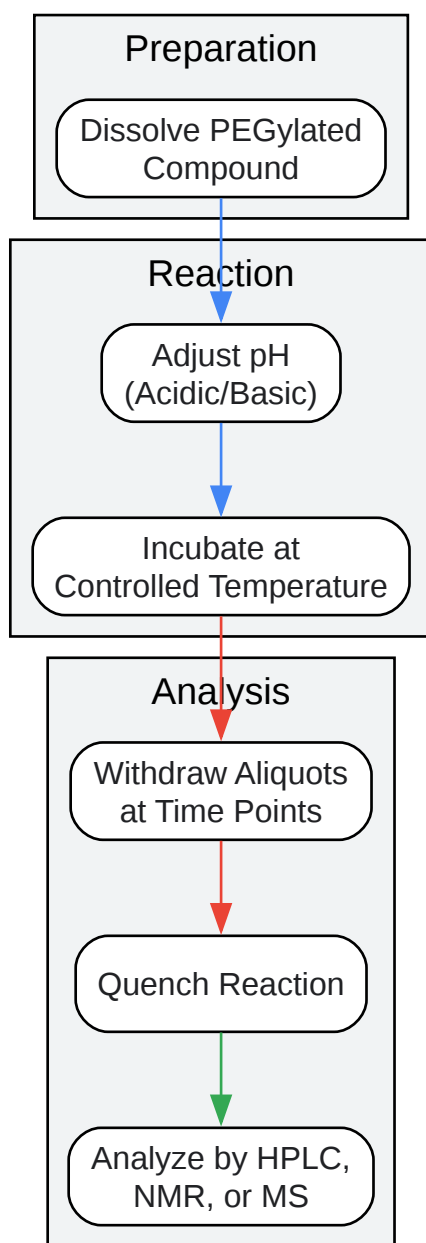 Preparation
Dissolve PEGylated
Compound
Reaction
Adjust pH
(Acidic/Basic)
Incubate at
Controlled Temperature
Analysis
Withdraw Aliquots
at Time Points
Quench Reaction
Analyze by HPLC,
NMR, or MS